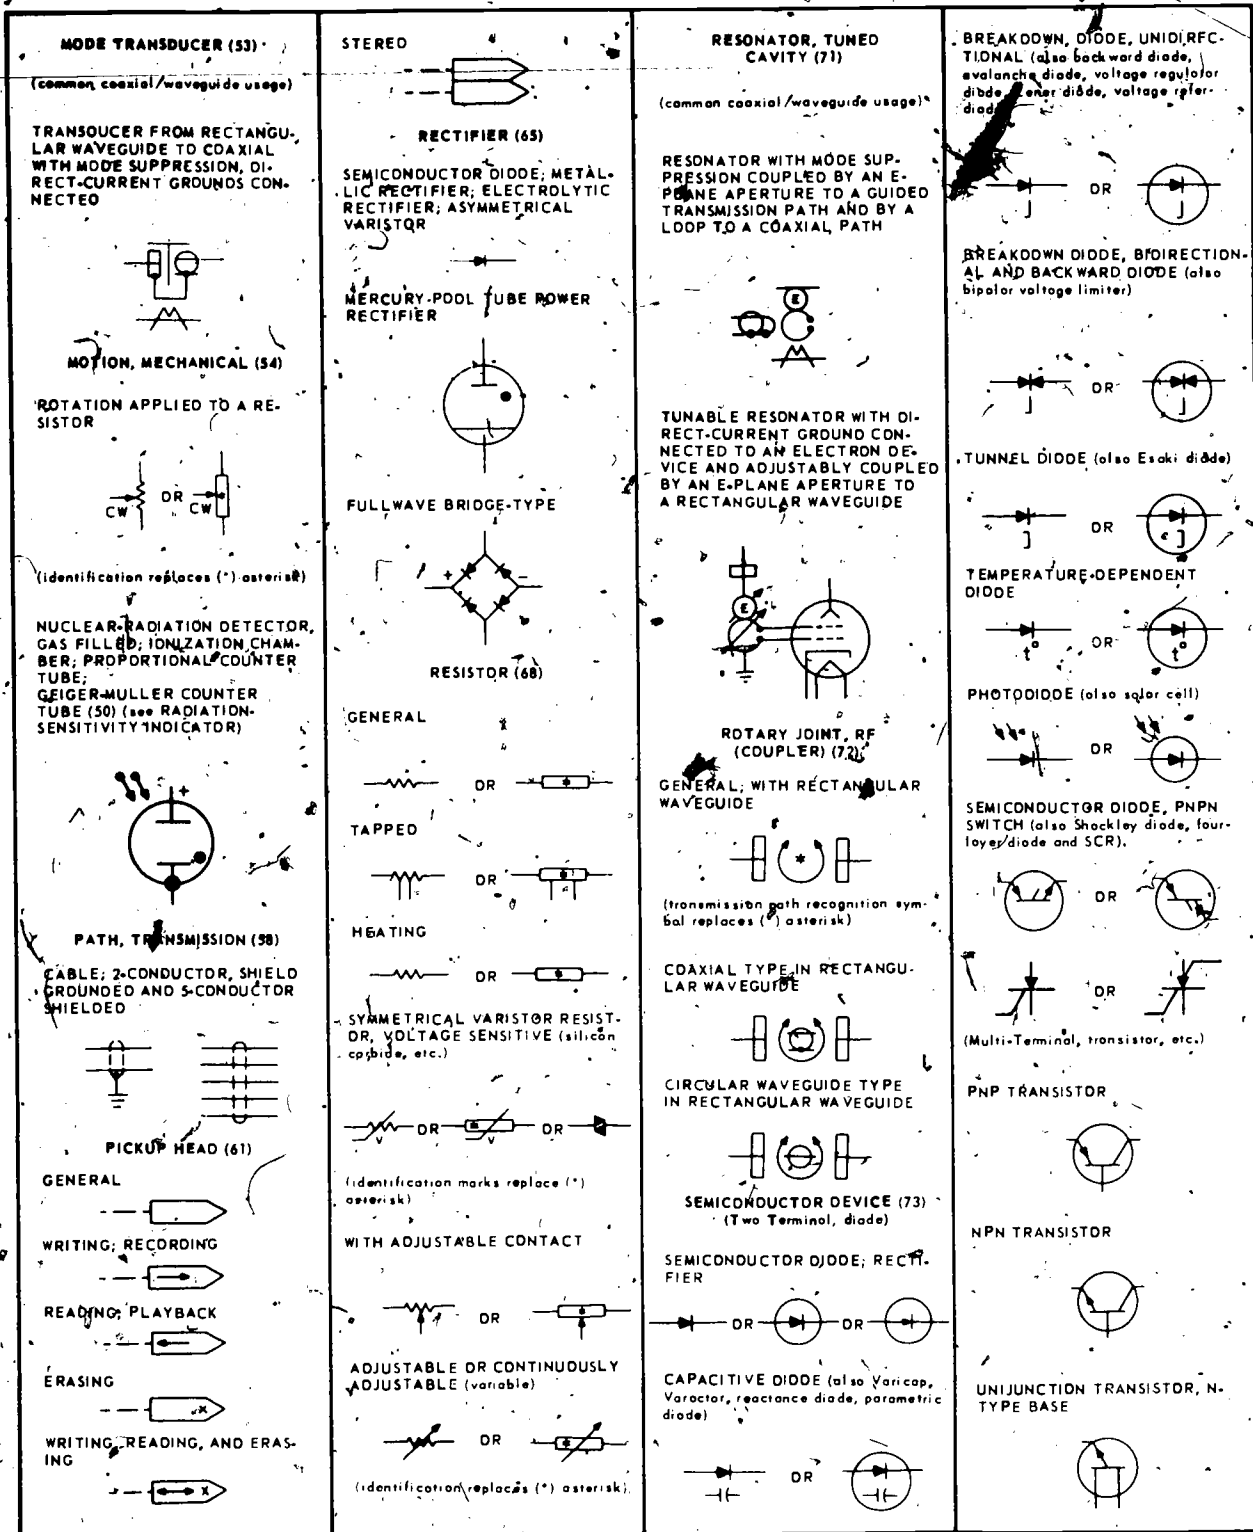 MODE TRANSDUCER (53)
(common coaxial/waveguide usage)
TRANSDUCER FROM RECTANGU-
LAR WAVEGUIDE TO COAXIAL
WITH MODE SUPPRESSION, DI-
RECT-CURRENT GROUNDS CON-
NECTED
MOTION, MECHANICAL (54)
ROTATION APPLIED TO A RE-
SISTOR
CW OR CW
(identification replaces (*) asterisk)
NUCLEAR-RADIATION DETECTOR,
GAS FILLED; IONIZATION CHAM-
BER; PROPORTIONAL COUNTER
TUBE;
GEIGER-MULLER COUNTER
TUBE (50) (see RADIATION-
SENSITIVITY INDICATOR)
+
PATH, TRANSMISSION (58)
CABLE; 2-CONDUCTOR, SHIELD
GROUNDED AND 5-CONDUCTOR
SHIELDED
PICKUP HEAD (61)
GENERAL
WRITING; RECORDING
READING; PLAYBACK
ERASING
x
WRITING, READING, AND ERAS-
ING
x
STEREO
RECTIFIER (65)
SEMICONDUCTOR DIODE; METAL-
LIC RECTIFIER; ELECTROLYTIC
RECTIFIER; ASYMMETRICAL
VARISTOR
MERCURY-POOL TUBE POWER
RECTIFIER
FULLWAVE BRIDGE-TYPE
+ -
RESISTOR (68)
GENERAL
OR
TAPPED
OR
HEATING
OR
SYMMETRICAL VARISTOR RESIST-
OR, VOLTAGE SENSITIVE (silicon
carbide, etc.)
V OR V OR
(identification marks replace (*)
asterisk)
WITH ADJUSTABLE CONTACT
OR
ADJUSTABLE OR CONTINUOUSLY
ADJUSTABLE (variable)
OR
(identification replaces (*) asterisk)
RESONATOR, TUNED
CAVITY (71)
(common coaxial/waveguide usage)
RESONATOR WITH MODE SUP-
PRESSION COUPLED BY AN E-
PLANE APERTURE TO A GUIDED
TRANSMISSION PATH AND BY A
LOOP TO A COAXIAL PATH
E
TUNABLE RESONATOR WITH DI-
RECT-CURRENT GROUND CON-
NECTED TO AN ELECTRON DE-
VICE AND ADJUSTABLY COUPLED
BY AN E-PLANE APERTURE TO
A RECTANGULAR WAVEGUIDE
E
ROTARY JOINT, RF
(COUPLER) (72)
GENERAL; WITH RECTANGULAR
WAVEGUIDE
*
(transmission path recognition sym-
bol replaces (*) asterisk)
COAXIAL TYPE IN RECTANGU-
LAR WAVEGUIDE
CIRCULAR WAVEGUIDE TYPE
IN RECTANGULAR WAVEGUIDE
SEMICONDUCTOR DEVICE (73)
(Two Terminal, diode)
SEMICONDUCTOR DIODE; RECTI-
FIER
OR OR
CAPACITIVE DIODE (also Varicap,
Varactor, reactance diode, parametric
diode)
OR
BREAKDOWN, DIODE, UNIDIREC-
TIONAL (also backward diode,
avalanche diode, voltage regulator
diode, Zener diode, voltage refer-
diode
OR
BREAKDOWN DIODE, BIDIRECTION-
AL AND BACKWARD DIODE (also
bipolar voltage limiter)
OR
TUNNEL DIODE (also Esaki diode)
OR
TEMPERATURE-DEPENDENT
DIODE
t° OR t°
PHOTODIODE (also solar cell)
OR
SEMICONDUCTOR DIODE, PNPN
SWITCH (also Shockley diode, four-
layer diode and SCR).
OR
OR
(Multi-Terminal, transistor, etc.)
PNP TRANSISTOR
NPN TRANSISTOR
UNIJUNCTION TRANSISTOR, N-
TYPE BASE